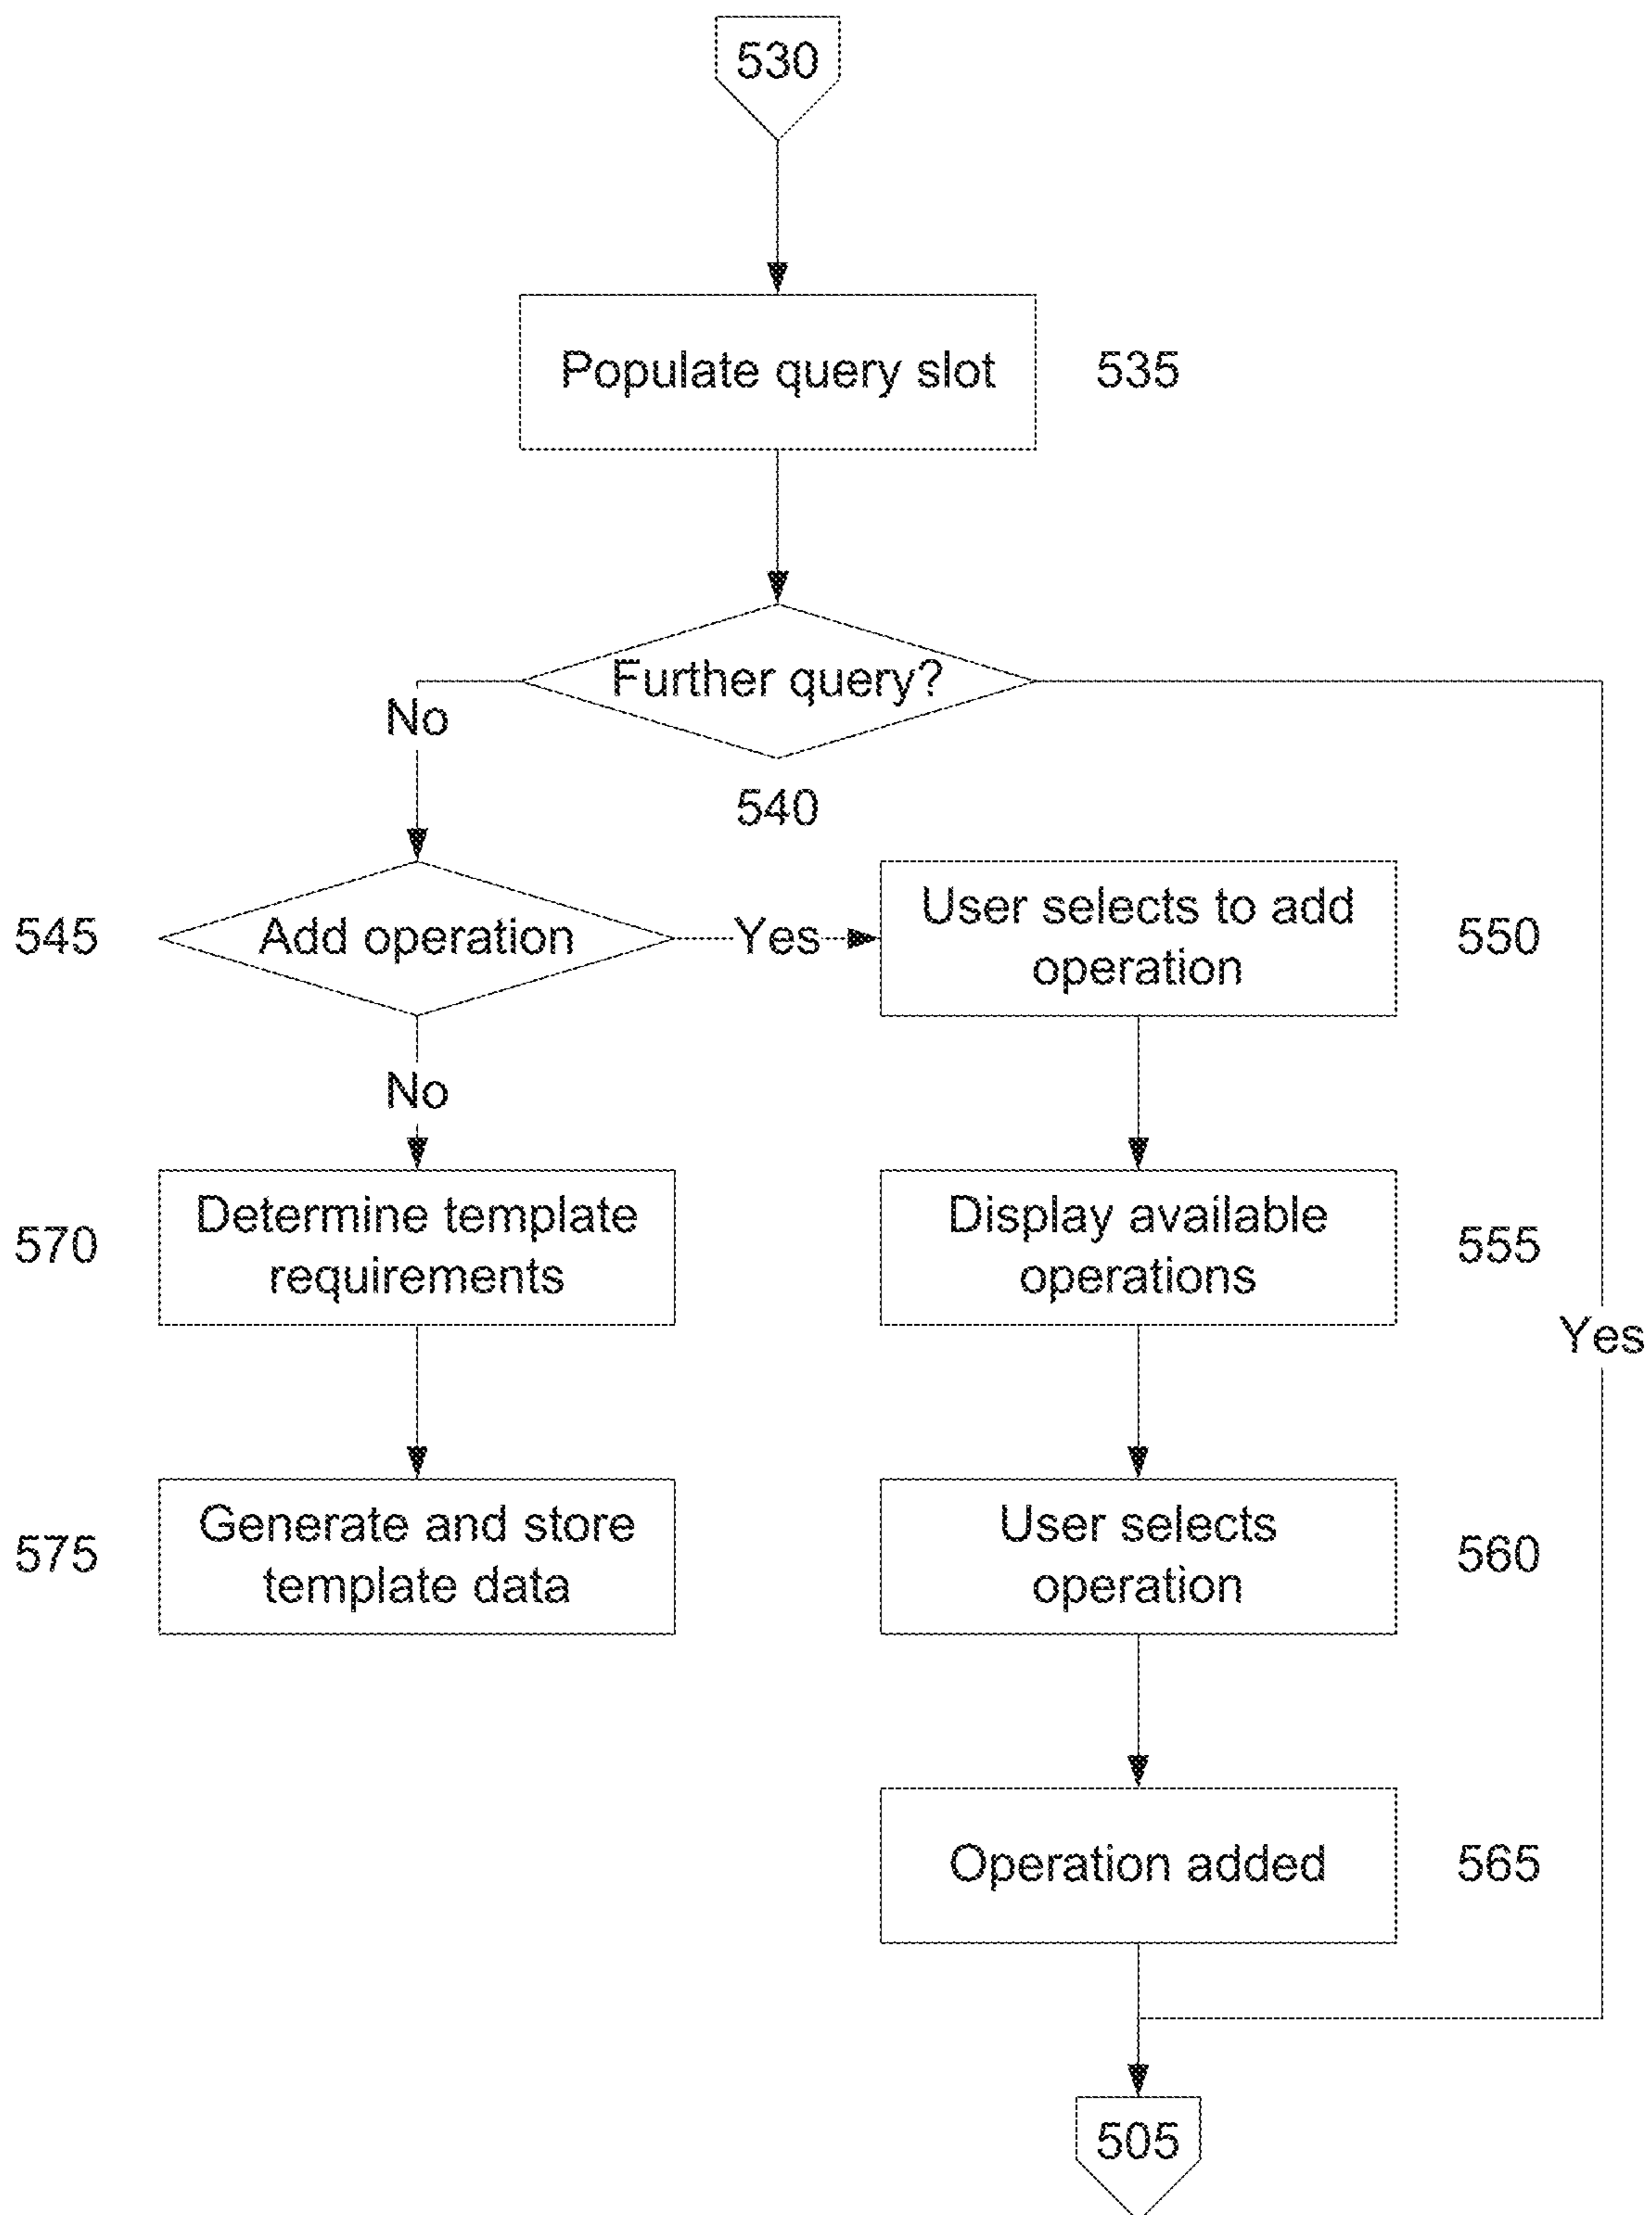 530
Populate query slot
535
Further query?
No
540
545
Add operation
Yes
User selects to add
operation
550
No
570
Determine template
requirements
Display available
operations
555
Yes
575
Generate and store
template data
User selects
operation
560
Operation added
565
505